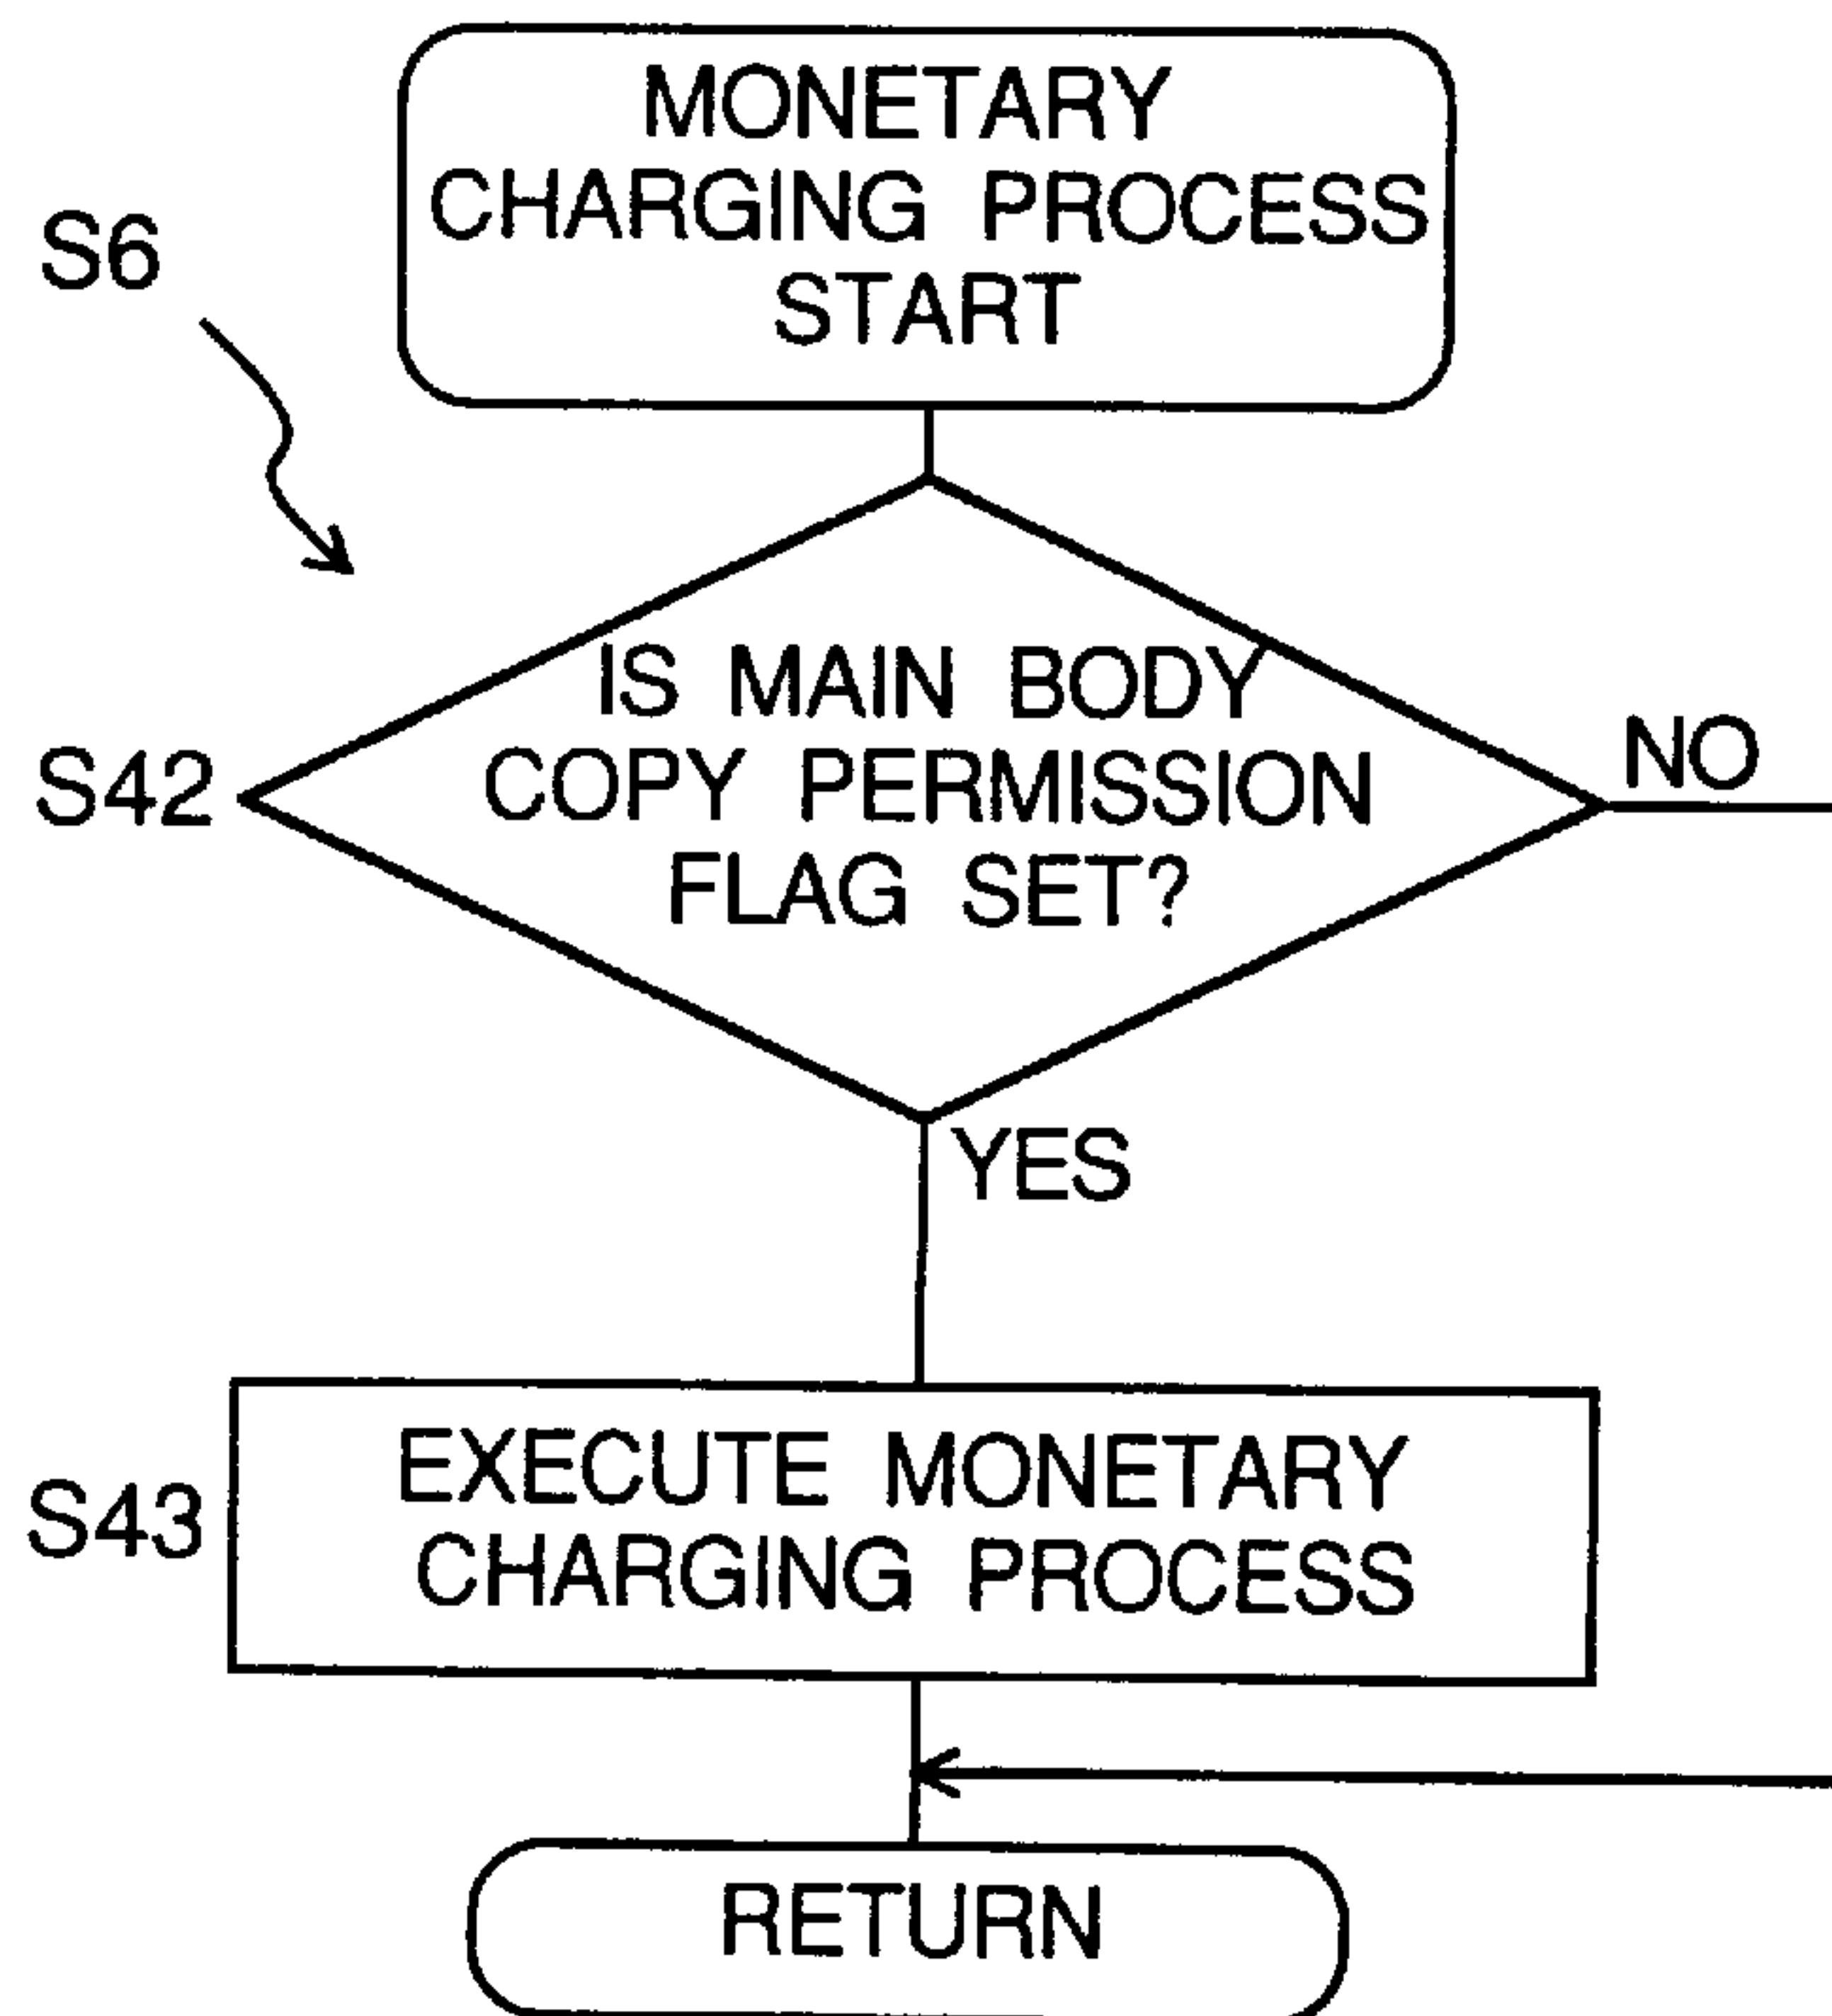 MONETARY
CHARGING PROCESS
START
S6
IS MAIN BODY
COPY PERMISSION
FLAG SET?
S42
NO
YES
EXECUTE MONETARY
CHARGING PROCESS
S43
RETURN